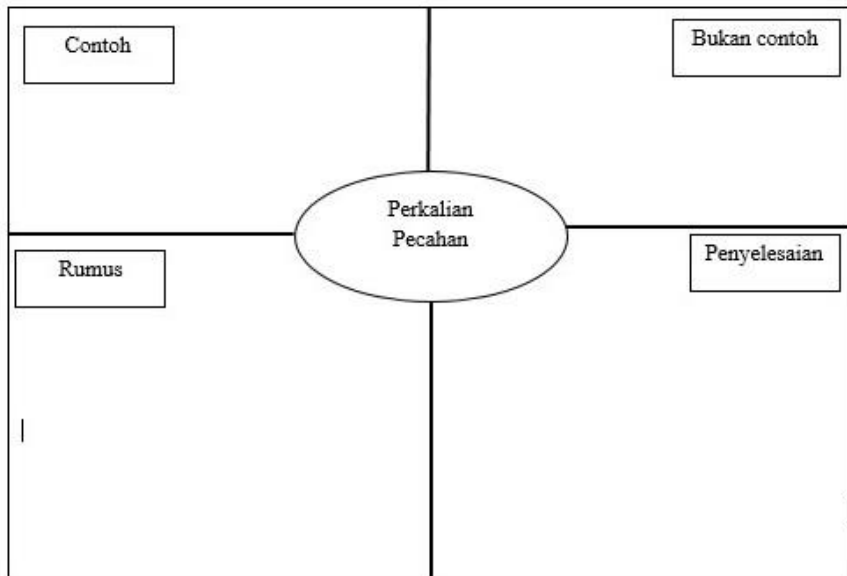 Contoh
Bukan contoh
Perkalian
Pecahan
Rumus
Penyelesaian